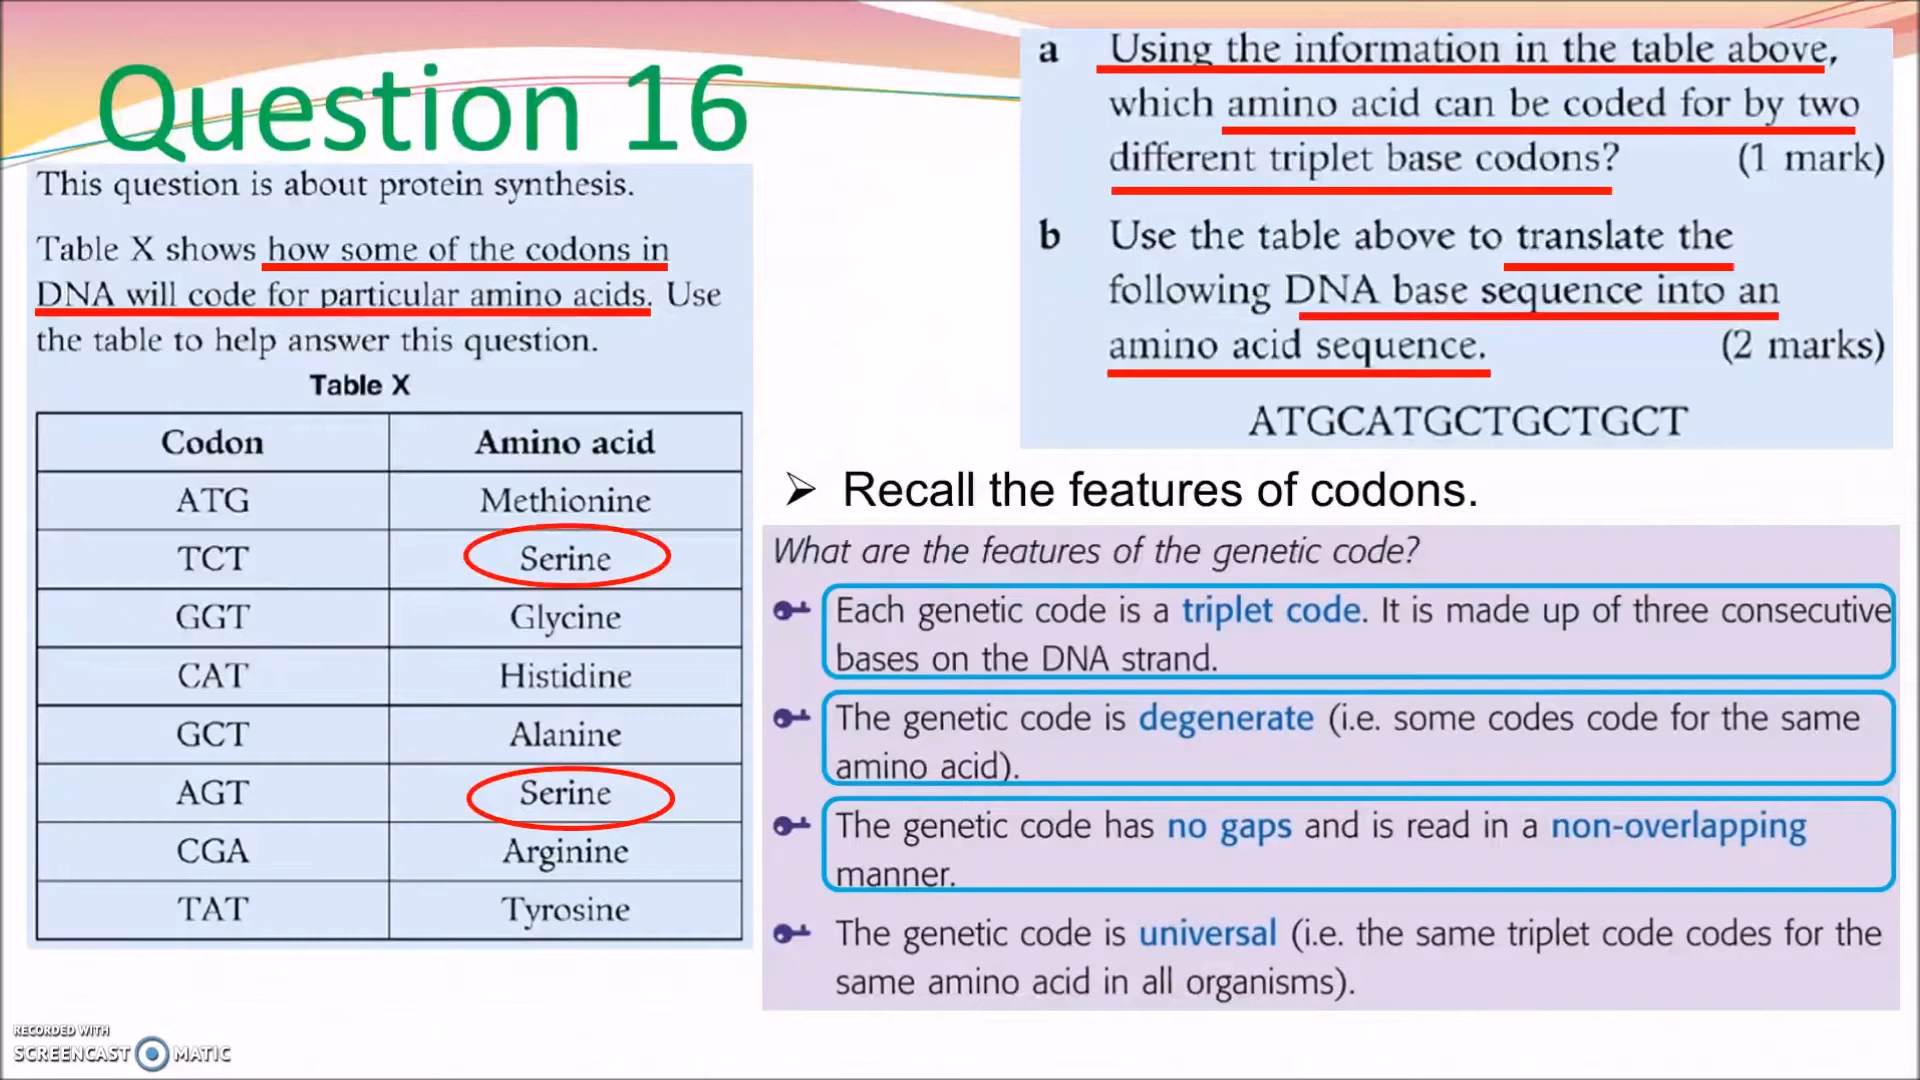 Question 16
This question is about protein synthesis.
Table X shows how some of the codons in
DNA will code for particular amino acids. Use
the table to help answer this question.
Table X
Codon Amino acid
ATG Methionine
TCT Serine
GGT Glycine
CAT Histidine
GCT Alanine
AGT Serine
CGA Arginine
TAT Tyrosine
a Using the information in the table above,
which amino acid can be coded for by two
different triplet base codons? (1 mark)
b Use the table above to translate the
following DNA base sequence into an
amino acid sequence. (2 marks)
ATGCATGCTGCTGCT
➢ Recall the features of codons.
What are the features of the genetic code?
Each genetic code is a triplet code. It is made up of three consecutive
bases on the DNA strand.
The genetic code is degenerate (i.e. some codes code for the same
amino acid).
The genetic code has no gaps and is read in a non-overlapping
manner.
The genetic code is universal (i.e. the same triplet code codes for the
same amino acid in all organisms).
RECORDED WITH
SCREENCAST MATIC